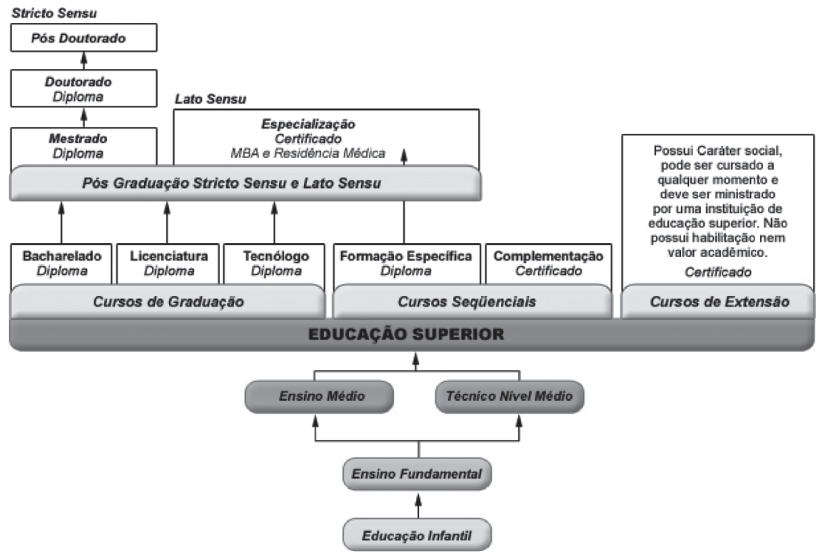 Stricto Sensu
Pós Doutorado
Doutorado
Diploma
Mestrado
Diploma
Lato Sensu
Especialização
Certificado
MBA e Residência Médica
Pós Graduação Stricto Sensu e Lato Sensu
Possui Caráter social,
pode ser cursado a
qualquer momento e
deve ser ministrado
por uma instituição de
educação superior. Não
possui habilitação nem
valor acadêmico.
Certificado
Bacharelado
Diploma
Licenciatura
Diploma
Tecnólogo
Diploma
Formação Específica
Diploma
Complementação
Certificado
Cursos de Graduação
Cursos Seqüenciais
Cursos de Extensão
EDUCAÇÃO SUPERIOR
Ensino Médio
Técnico Nível Médio
Ensino Fundamental
Educação Infantil